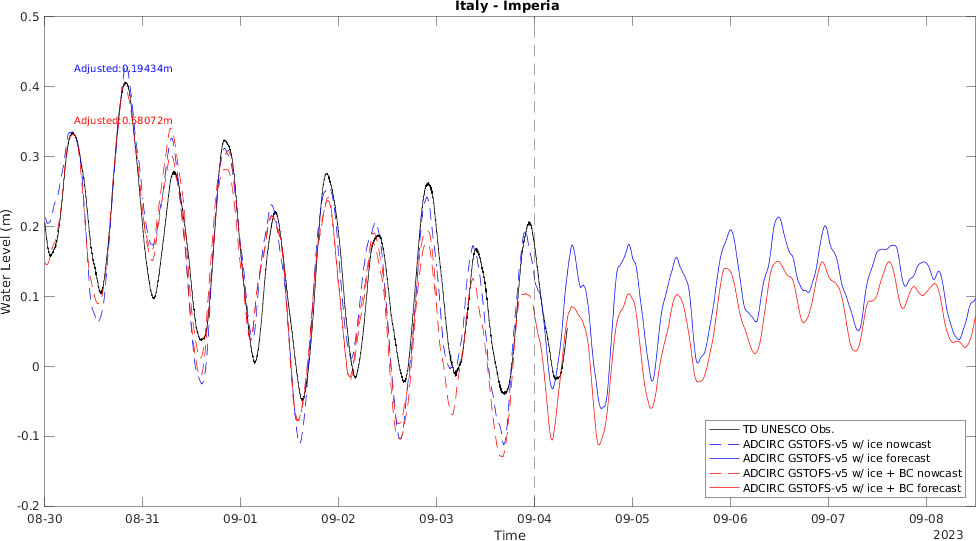 Italy - Imperia
0.5
0.4
0.3
0.2
0.1
0
-0.1
-0.2
Water Level (m)
Adjusted:0.19434m
Adjusted:0.58072m
TD UNESCO Obs.
ADCIRC GSTOFS-v5 w/ ice nowcast
ADCIRC GSTOFS-v5 w/ ice forecast
ADCIRC GSTOFS-v5 w/ ice + BC nowcast
ADCIRC GSTOFS-v5 w/ ice + BC forecast
08-30 08-31 09-01 09-02 09-03 09-04 09-05 09-06 09-07 09-08
Time
2023